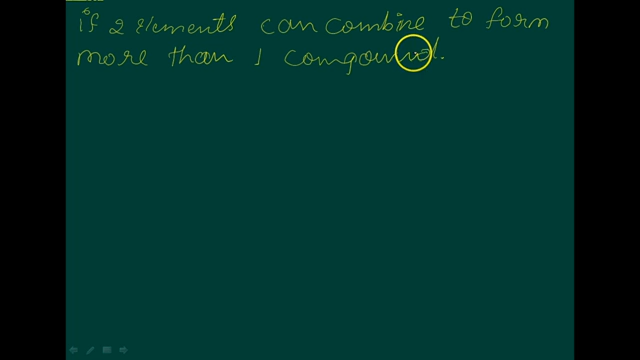 if 2 elements can combine to form
more than 1 compound.